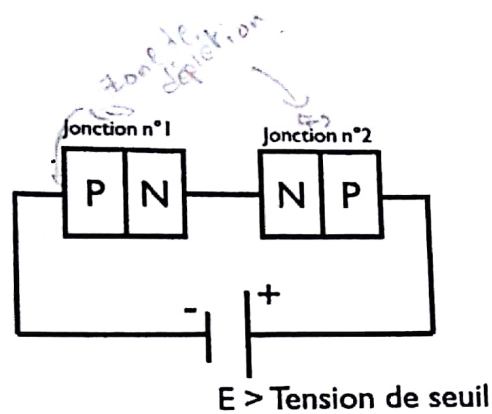 zone de
déplétion
Jonction n°1
Jonction n°2
P N
N P
- +
E > Tension de seuil